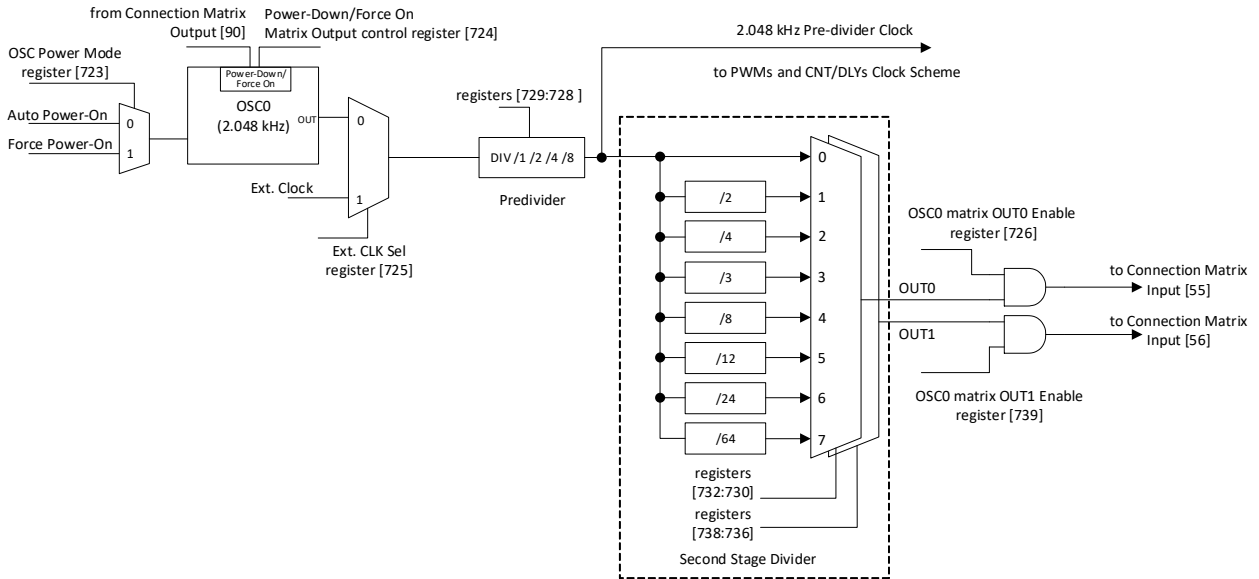 from Connection Matrix
Output [90]
Power-Down/Force On
Matrix Output control register [724]
OSC Power Mode
register [723]
Power-Down/
Force On
OSC0
(2.048 kHz)
OUT
Auto Power-On
Force Power-On
0
1
0
1
Ext. Clock
Ext. CLK Sel
register [725]
registers [729:728 ]
DIV /1 /2 /4 /8
Predivider
2.048 kHz Pre-divider Clock
to PWMs and CNT/DLYs Clock Scheme
0
/2
1
/4
2
/3
3
/8
4
/12
5
/24
6
/64
7
registers
[732:730]
registers
[738:736]
Second Stage Divider
OSC0 matrix OUT0 Enable
register [726]
OUT0
to Connection Matrix
Input [55]
OUT1
to Connection Matrix
Input [56]
OSC0 matrix OUT1 Enable
register [739]